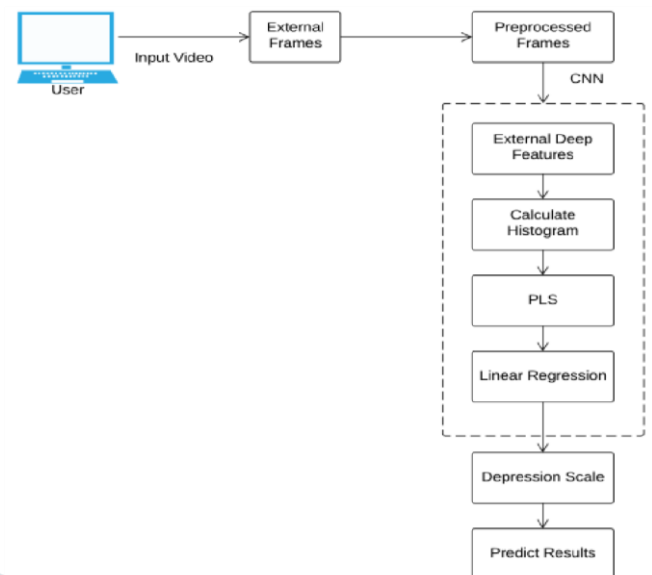 External
Frames
Preprocessed
Frames
Input Video
User
CNN
External Deep
Features
Calculate
Histogram
PLS
Linear Regression
Depression Scale
Predict Results